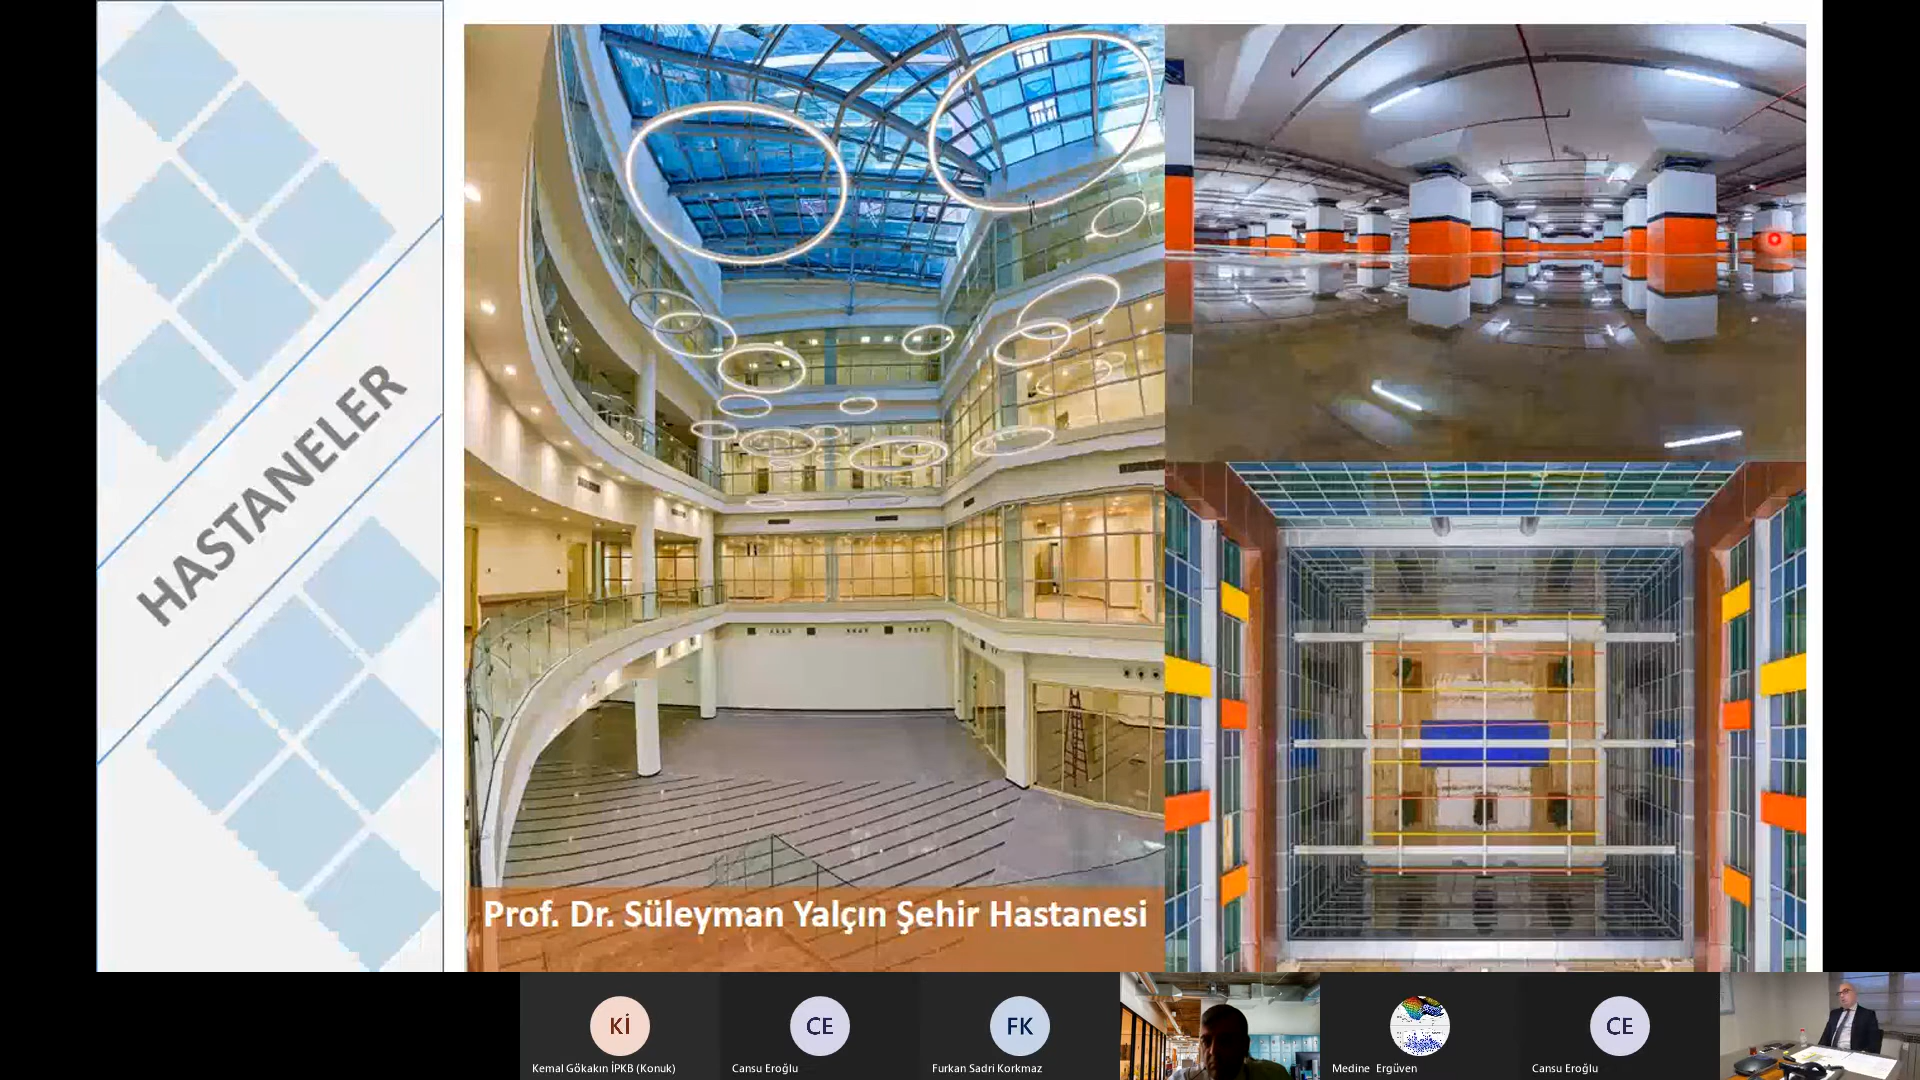 HASTANELER
Prof. Dr. Süleyman Yalçın Şehir Hastanesi
Kİ
CE
FK
CE
Kemal Gökakın İPKB (Konuk)
Cansu Eroğlu
Furkan Sadri Korkmaz
Medine Ergüven
Cansu Eroğlu